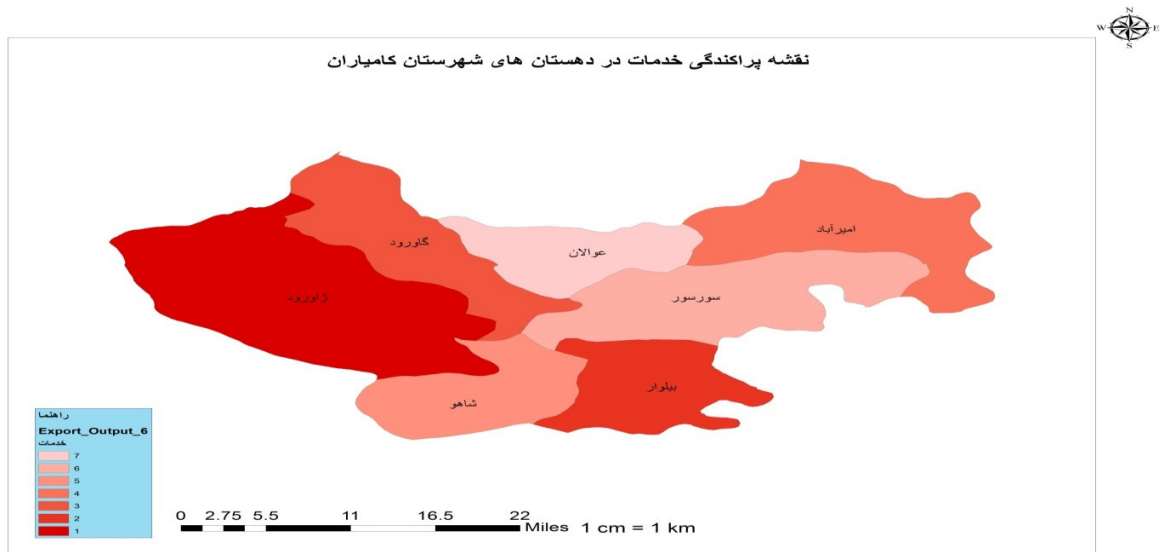 N
W E
S
نقشه پراکندگی خدمات در دهستان های شهرستان کامیاران
امیرآباد
گاورود
عوالان
ژاورود
سورسور
بیلوار
شاهو
راهنما
Export_Output_6
خدمات
7
6
5
4
3
2
1
0 2.75 5.5 11 16.5 22
Miles 1 cm = 1 km